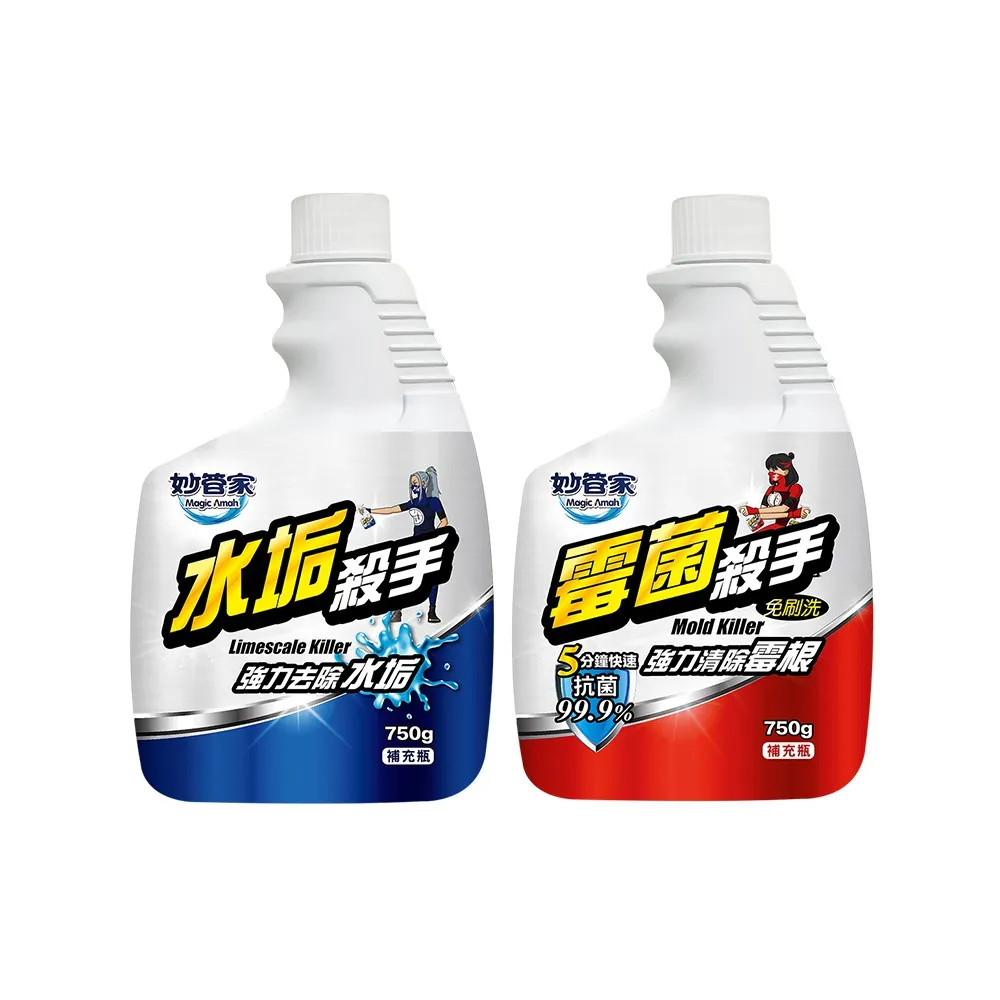 妙管家
Magic Amah
水垢殺手
Limescale Killer
強力去除水垢
750g
補充瓶
妙管家
Magic Amah
霉菌殺手
免刷洗
Mold Killer
5分鐘快速
抗菌
99.9%
強力清除霉根
750g
補充瓶